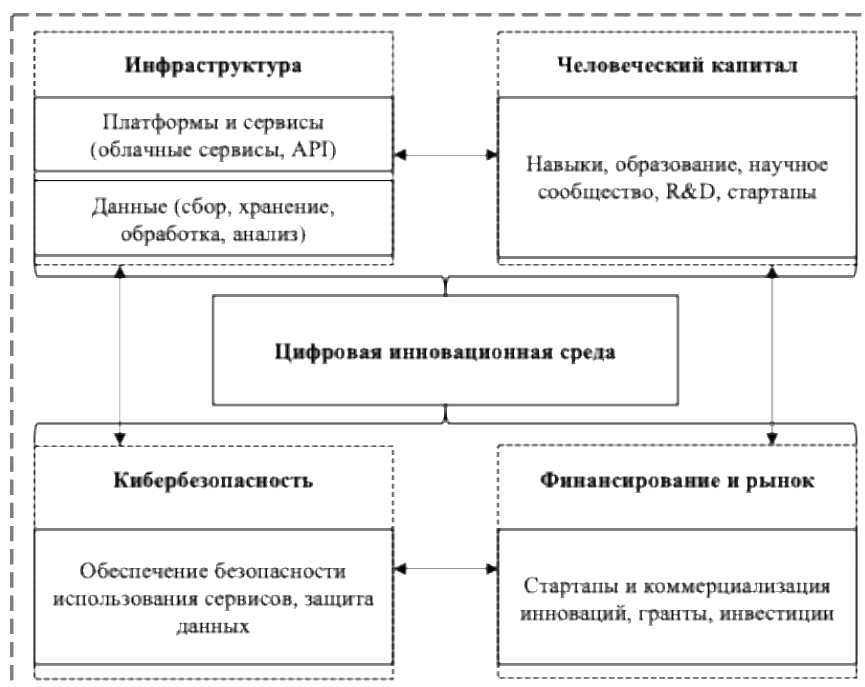 Инфраструктура
Платформы и сервисы
(облачные сервисы, API)
Данные (сбор, хранение,
обработка, анализ)
Человеческий капитал
Навыки, образование, научное
сообщество, R&D, стартапы
Цифровая инновационная среда
Кибербезопасность
Обеспечение безопасности
использования сервисов, защита
данных
Финансирование и рынок
Стартапы и коммерциализация
инноваций, гранты, инвестиции